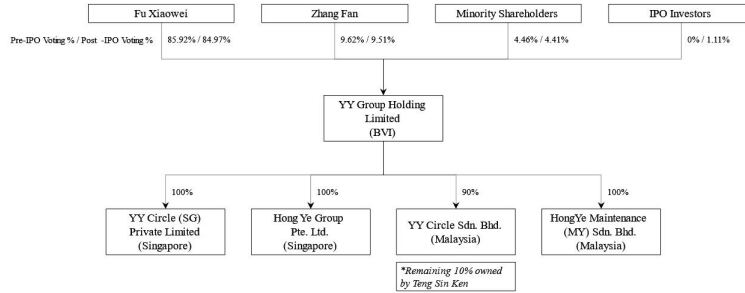 Fu Xiaowei
Zhang Fan
Minority Shareholders
IPO Investors
Pre-IPO Voting % / Post -IPO Voting %
85.92% / 84.97%
9.62% / 9.51%
4.46% / 4.41%
0% / 1.11%
YY Group Holding
Limited
(BVI)
100%
100%
90%
100%
YY Circle (SG)
Private Limited
(Singapore)
Hong Ye Group
Pte. Ltd.
(Singapore)
YY Circle Sdn. Bhd.
(Malaysia)
HongYe Maintenance
(MY) Sdn. Bhd.
(Malaysia)
*Remaining 10% owned
by Teng Sin Ken